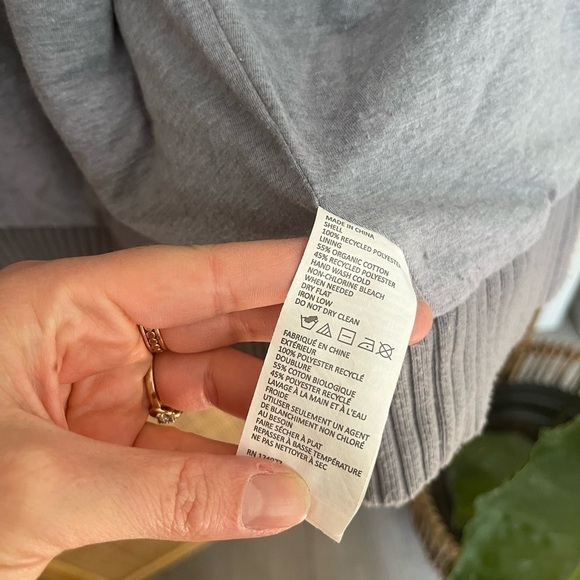 MADE IN CHINA
SHELL
100% RECYCLED POLYESTER
LINING
55% ORGANIC COTTON
45% RECYCLED POLYESTER
HAND WASH COLD
NON-CHLORINE BLEACH
WHEN NEEDED
DRY FLAT
IRON LOW
DO NOT DRY CLEAN
FABRIQUÉ EN CHINE
EXTÉRIEUR
100% POLYESTER RECYCLÉ
DOUBLURE
55% COTON BIOLOGIQUE
45% POLYESTER RECYCLÉ
LAVAGE À LA MAIN ET À L'EAU
FROIDE
UTILISER SEULEMENT UN AGENT
DE BLANCHIMENT NON CHLORÉ
AU BESOIN
FAIRE SÉCHER À PLAT
REPASSER À BASSE TEMPÉRATURE
NE PAS NETTOYER À SEC
RN